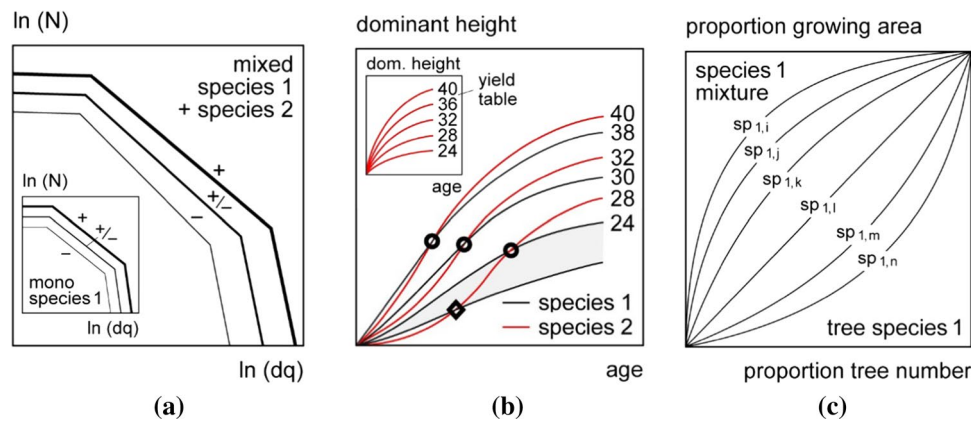 ln (N)
mixed
species 1
+ species 2
+
+/−
−
ln (N)
+
+/−
−
mono
species 1
ln (dq)
ln (dq)
(a)
dominant height
dom. height
40
36
32
28
24
yield
table
age
40
38
32
30
28
24
species 1
species 2
age
(b)
proportion growing area
species 1
mixture
sp 1,i
sp 1,j
sp 1,k
sp 1,l
sp 1,m
sp 1,n
tree species 1
proportion tree number
(c)